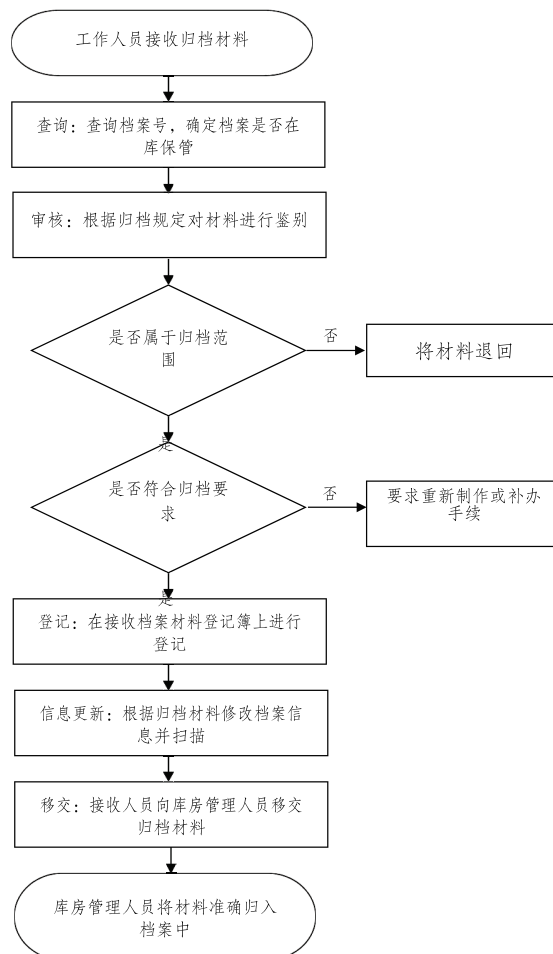 工作人员接收归档材料
查询：查询档案号，确定档案是否在
库保管
审核：根据归档规定对材料进行鉴别
是否属于归档范
围
否
将材料退回
是
是否符合归档要
求
否
要求重新制作或补办
手续
是
登记：在接收档案材料登记簿上进行
登记
信息更新：根据归档材料修改档案信
息并扫描
移交：接收人员向库房管理人员移交
归档材料
库房管理人员将材料准确归入
档案中